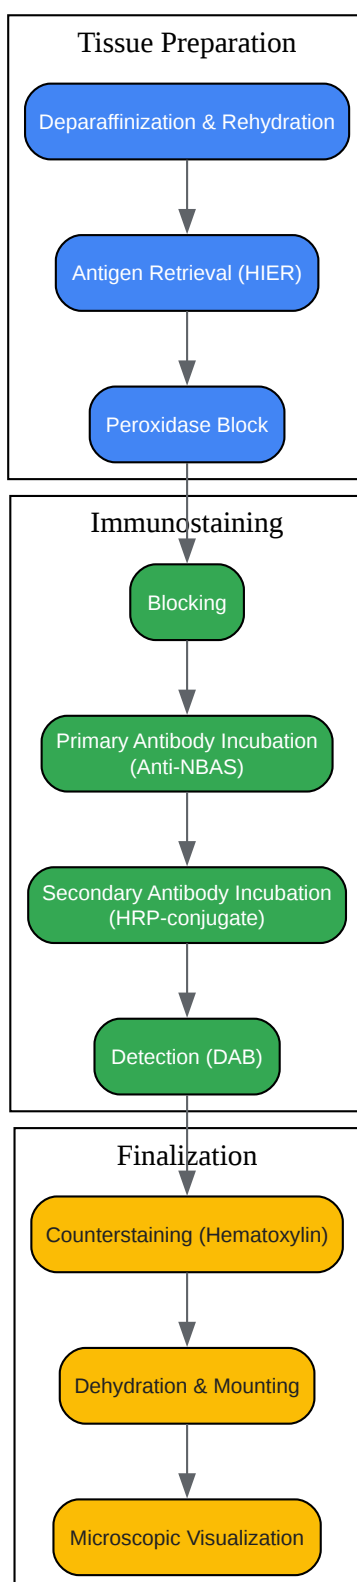 Tissue Preparation
Deparaffinization & Rehydration
Antigen Retrieval (HIER)
Peroxidase Block
Immunostaining
Blocking
Primary Antibody Incubation
(Anti-NBAS)
Secondary Antibody Incubation
(HRP-conjugate)
Detection (DAB)
Finalization
Counterstaining (Hematoxylin)
Dehydration & Mounting
Microscopic Visualization